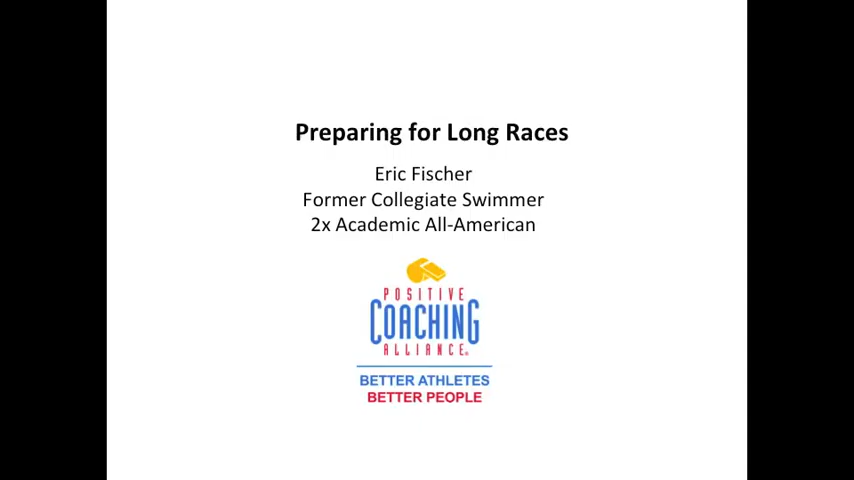 Preparing for Long Races
Eric Fischer
Former Collegiate Swimmer
2x Academic All-American
POSITIVE
COACHING
ALLIANCE®
BETTER ATHLETES
BETTER PEOPLE